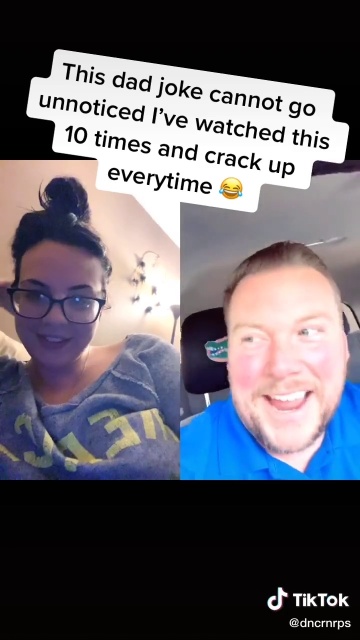 This dad joke cannot go
unnoticed I've watched this
10 times and crack up
everytime 😂
TikTok
@dncrnrps